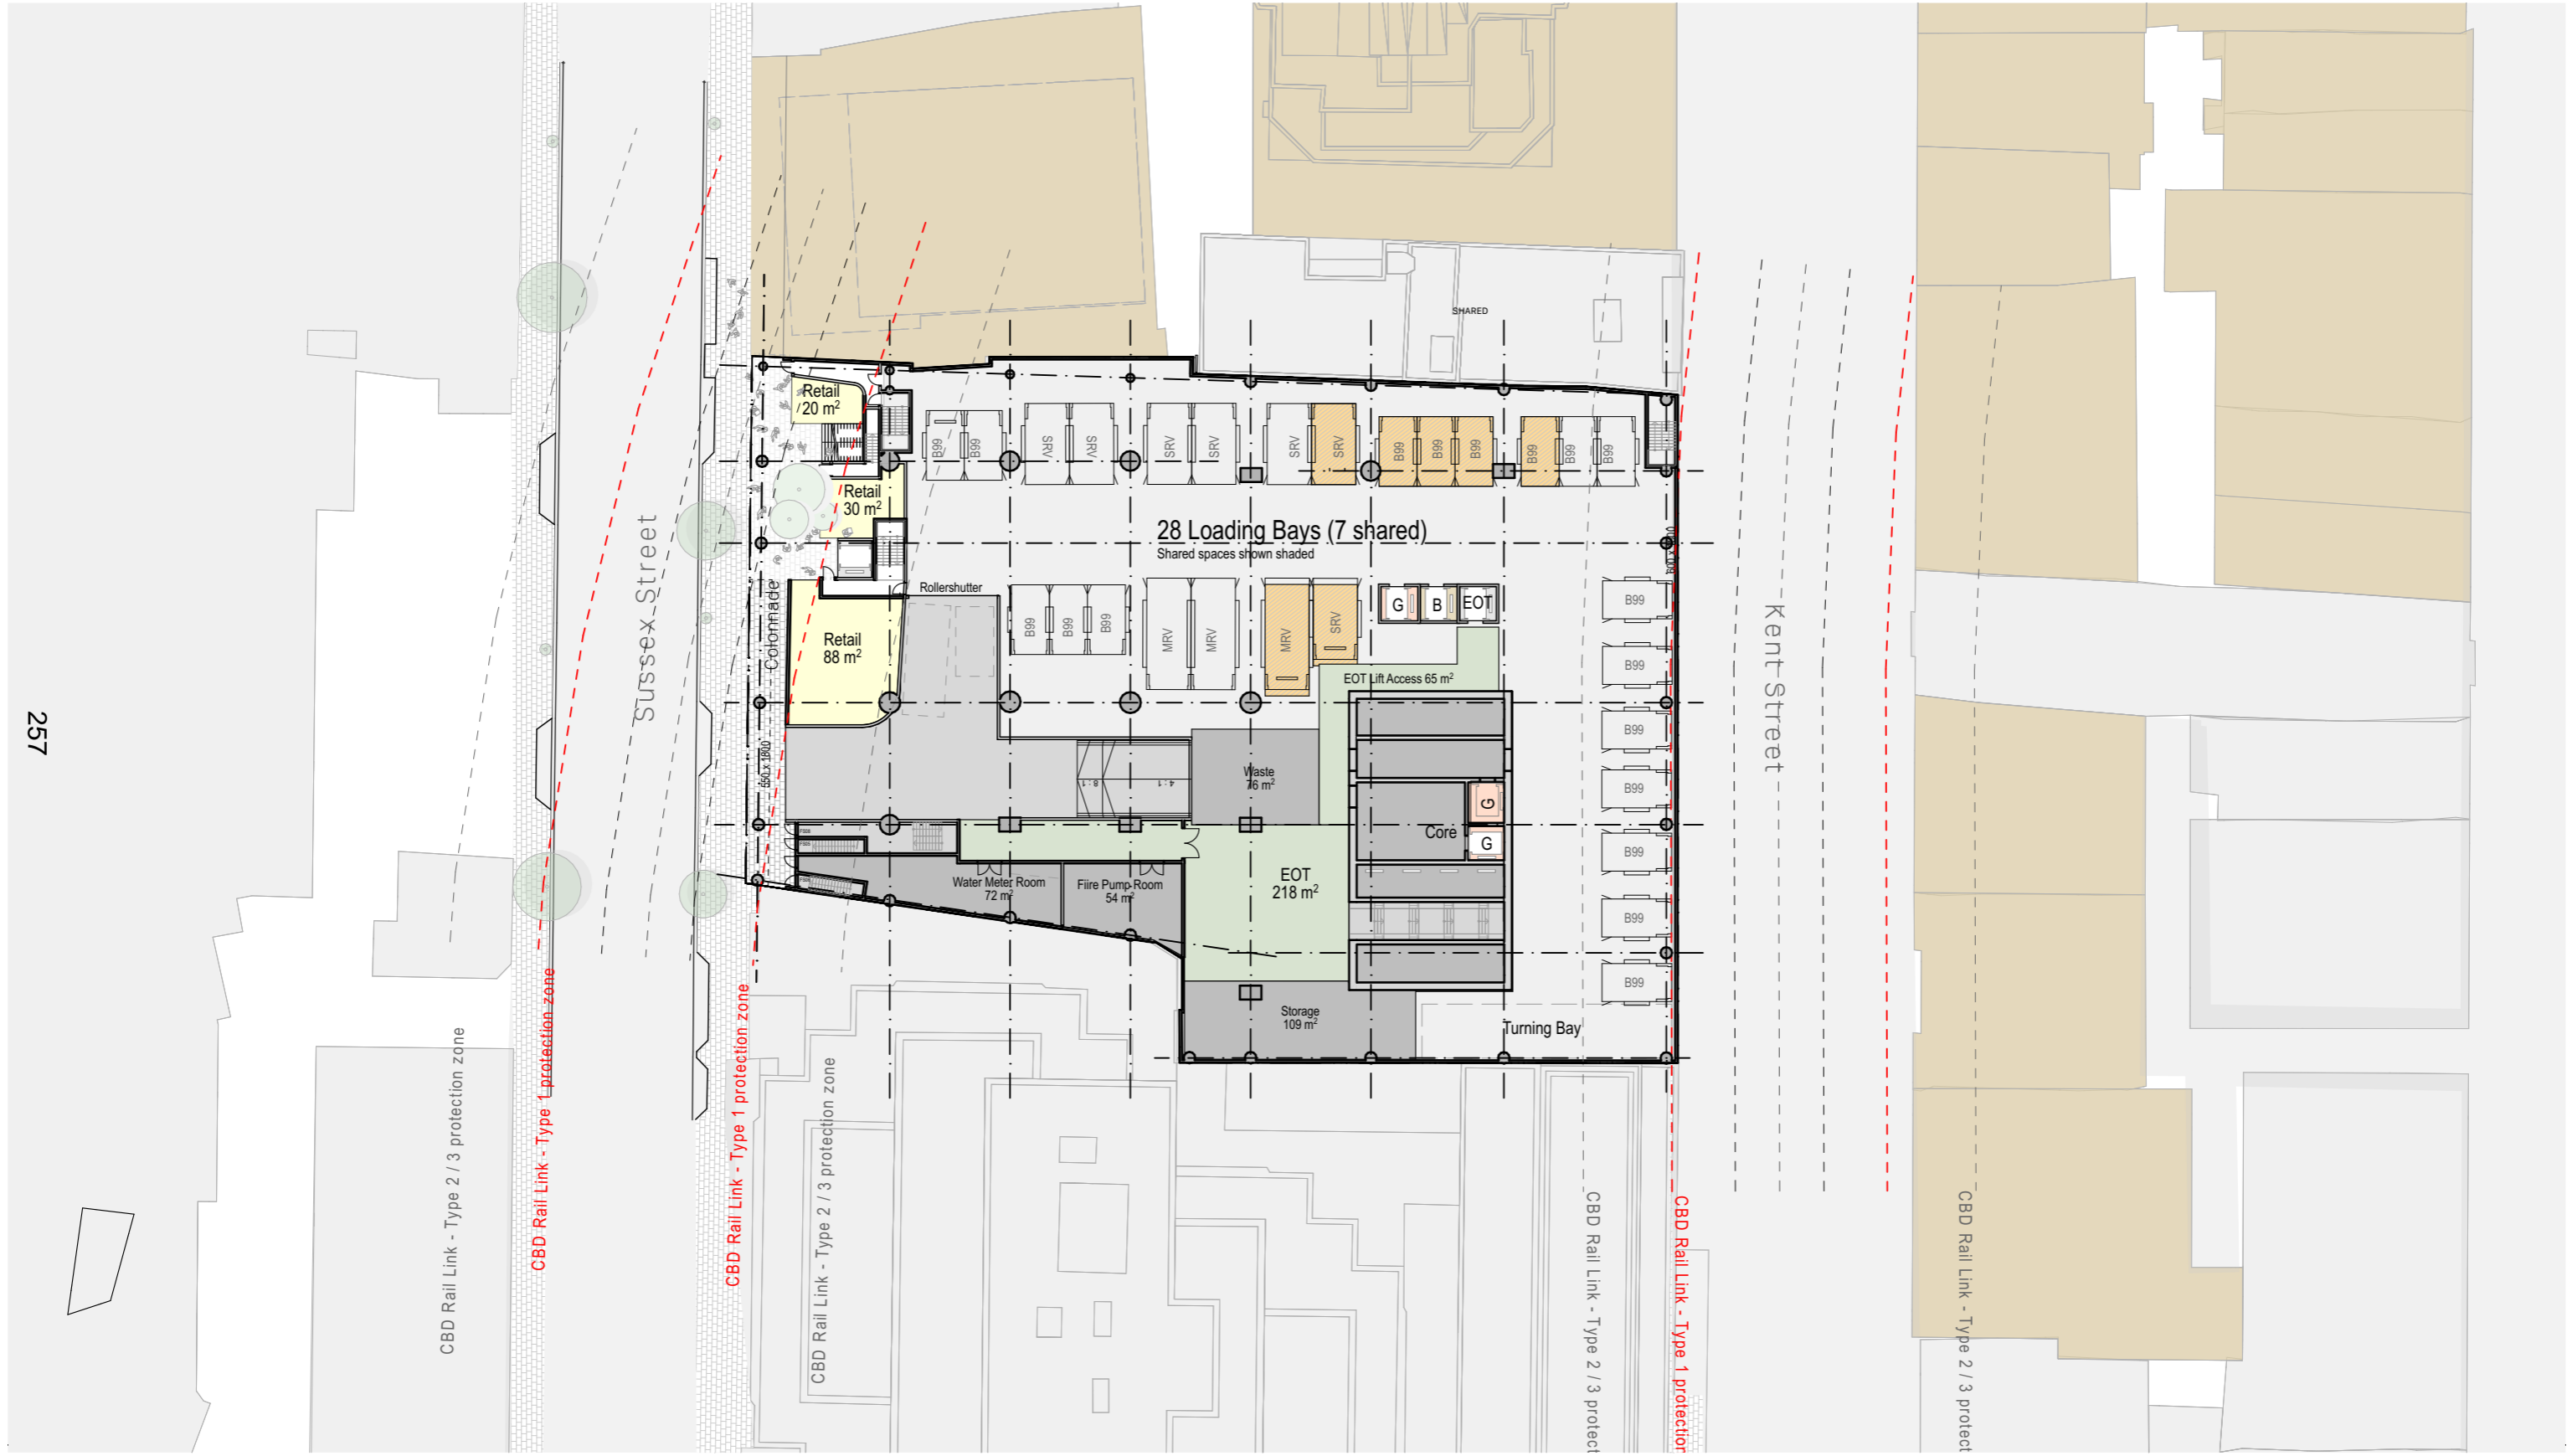 SHARED
Retail
20 m²
B99
B99
SRV
SRV
SRV
SRV
SRV
SRV
B99
B99
B99
B99
B99
B99
Retail
30 m²
28 Loading Bays (7 shared)
Shared spaces shown shaded
Sussex Street
Colonnade
Rollershutter
Retail
88 m²
B99
B99
B99
MRV
MRV
MRV
SRV
G
B
EOT
B99
B99
B99
B99
B99
B99
B99
Kent Street
EOT Lift Access 65 m²
257
550 x 1800
8:1
4:1
Waste
76 m²
G
Core
G
Water Meter Room
72 m²
Fiire Pump Room
54 m²
EOT
218 m²
Storage
109 m²
Turning Bay
CBD Rail Link - Type 2 / 3 protection zone
CBD Rail Link - Type 1 protection zone
CBD Rail Link - Type 1 protection zone
CBD Rail Link - Type 2 / 3 protection zone
CBD Rail Link - Type 2 / 3 protect
CBD Rail Link - Type 1 protection
CBD Rail Link - Type 2 / 3 protect